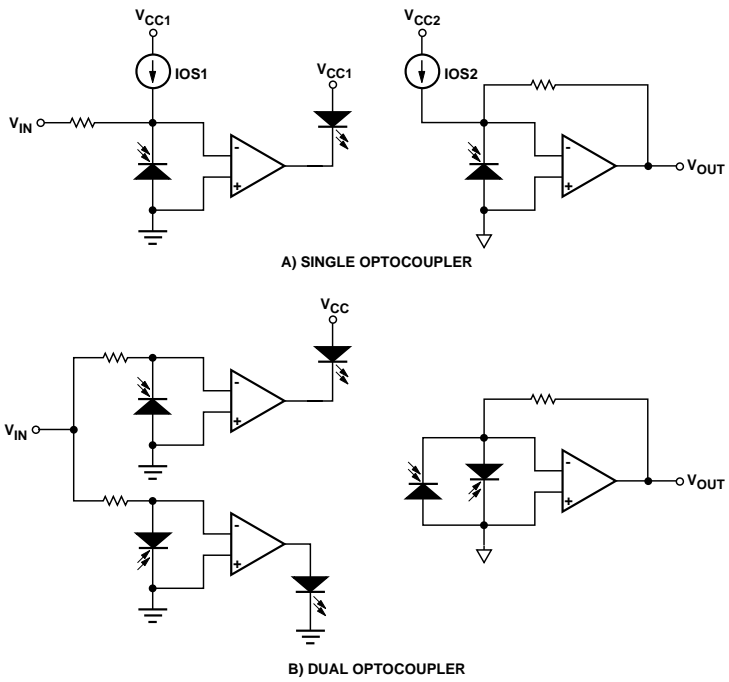 VCC1
VCC2
IOS1
VCC1
IOS2
VIN
-
+
-
+
VOUT
A) SINGLE OPTOCOUPLER
VCC
-
+
VIN
-
+
VOUT
-
+
B) DUAL OPTOCOUPLER